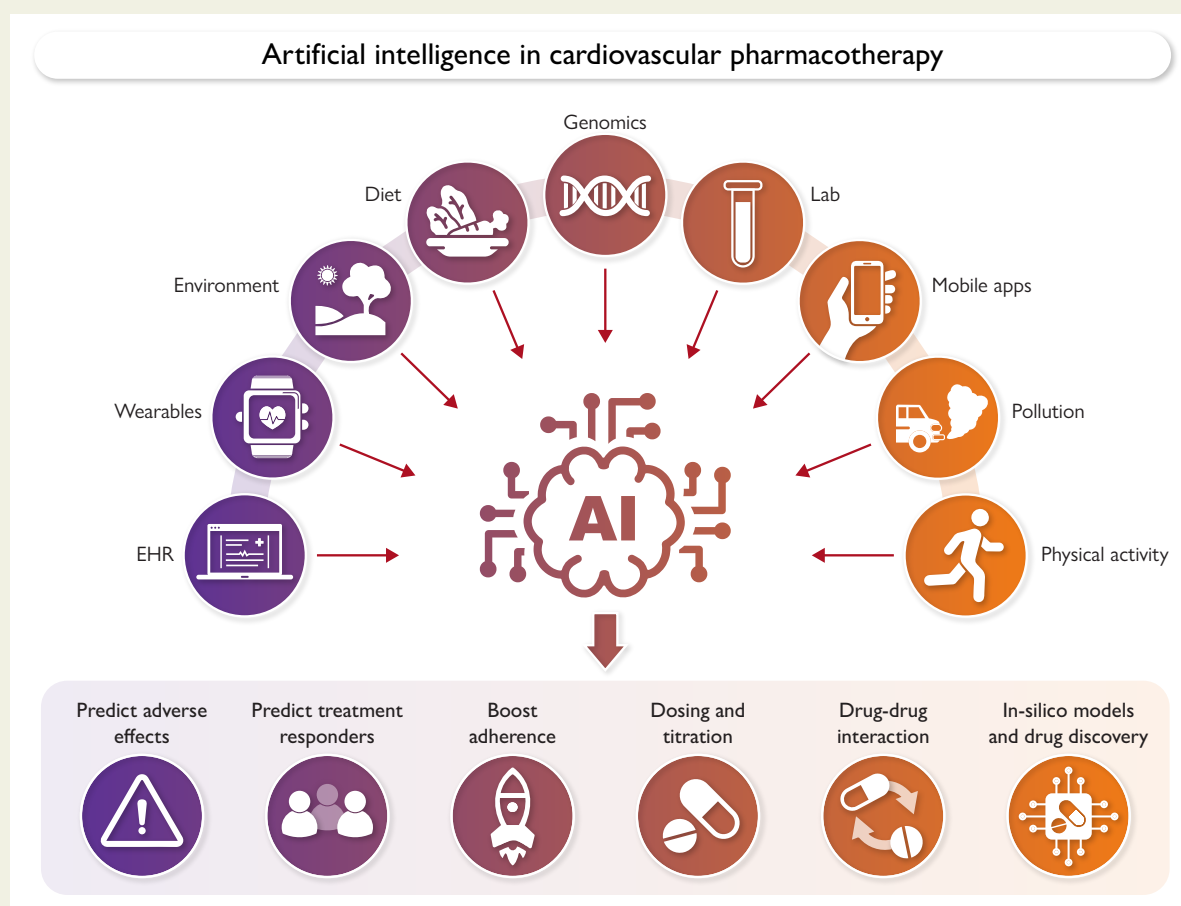 Artificial intelligence in cardiovascular pharmacotherapy
Genomics
Diet
Lab
Environment
Mobile apps
Wearables
Pollution
EHR
Physical activity
AI
Predict adverse
effects
Predict treatment
responders
Boost
adherence
Dosing and
titration
Drug-drug
interaction
In-silico models
and drug discovery